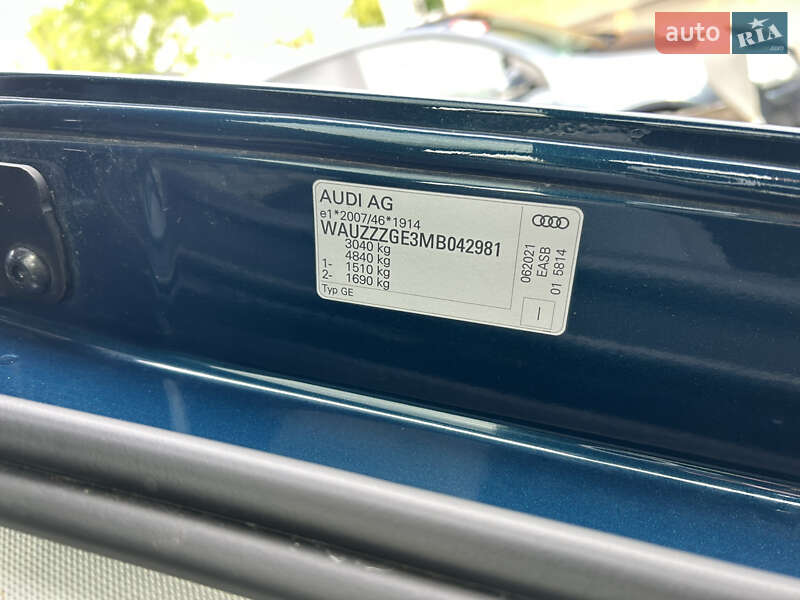 auto RIA
.com
AUDI AG
e1*2007/46*1914
WAUZZZGE3MB042981
3040 kg
4840 kg
1- 1510 kg
2- 1690 kg
Typ GE
062021
EASB
01 5814
I